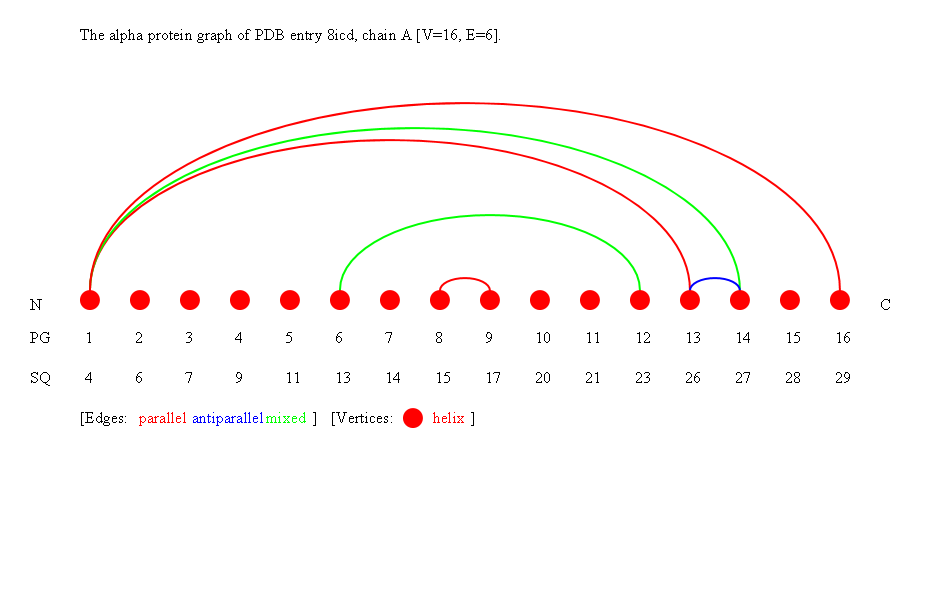 The alpha protein graph of PDB entry 8icd, chain A [V=16, E=6].
N C
PG 1 2 3 4 5 6 7 8 9 10 11 12 13 14 15 16
SQ 4 6 7 9 11 13 14 15 17 20 21 23 26 27 28 29
[Edges: parallel antiparallel mixed ] [Vertices: helix ]